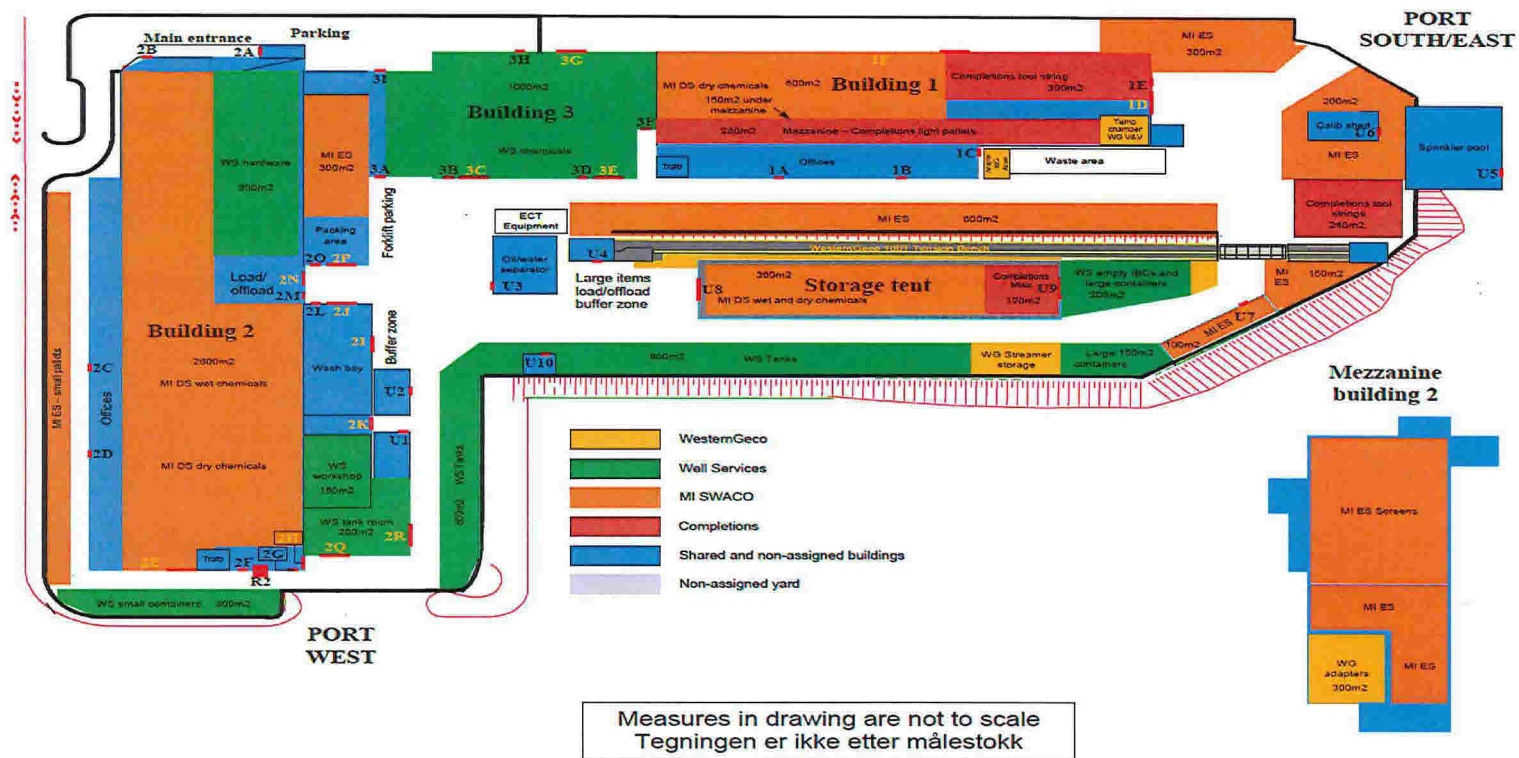 PORT
SOUTH/EAST
Main entrance
Parking
2B
2A
MI ES
300m2
3I
3H
3G
1000m2
Building 3
WS chemicals
3F
3A
3B
3C
3D
3E
1F
MI DS dry chemicals
600m2
Building 1
150m2 under
mezzanine
Completions tool string
300m2
1E
1D
200m2
Mezzanine – Completions light pallets
Temp
chamber
WG V&V
Trafo
Offices
1C
1A
1B
Waste area
200m2
Calib shed
U6
MI ES
Sprinkler pool
U5
Completions tool
strings
240m2
WS hardware
MI ES
300m2
Packing
area
Forklift parking
2O
2P
Load/
offload
2N
2M
2L
2J
2I
Buffer zone
Wash bay
U2
2K
U1
Building 2
2600m2
MI DS wet chemicals
MI DS dry chemicals
MI ES – small pallets
Offices
2C
2D
WS
workshop
WS tank room
200m2
2R
2Q
2H
2G
2F
Trafo
2E
R2
WS small containers
PORT
WEST
ECT
Equipment
Oil/water
separator
U3
U4
Large items
load/offload
buffer zone
MI ES
600m2
U8
300m2
Storage tent
MI DS wet and dry chemicals
Completions
U9
WS empty IBCs and
large containers
200m2
MI
ES
150m2
MI ES
U7
100m2
U10
WG Tanks
WG Streamer
storage
Large 100m2
containers
WS Tanks
WesternGeco
Well Services
MI SWACO
Completions
Shared and non-assigned buildings
Non-assigned yard
Mezzanine
building 2
MI ES Screens
MI ES
WG
adapters
300m2
MI ES
Measures in drawing are not to scale
Tegningen er ikke etter målestokk